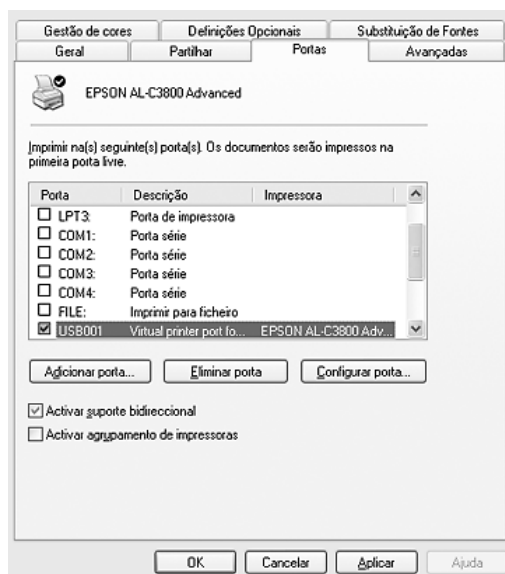 Gestão de cores Definições Opcionais Substituição de Fontes
Geral Partilhar Portas Avançadas
EPSON AL-C3800 Advanced
Imprimir na(s) seguinte(s) porta(s). Os documentos serão impressos na
primeira porta livre.
Porta Descrição Impressora
LPT3: Porta de impressora
COM1: Porta série
COM2: Porta série
COM3: Porta série
COM4: Porta série
FILE: Imprimir para ficheiro
USB001 Virtual printer port fo... EPSON AL-C3800 Adv...
Adicionar porta... Eliminar porta Configurar porta...
Activar suporte bidireccional
Activar agrupamento de impressoras
OK Cancelar Aplicar Ajuda